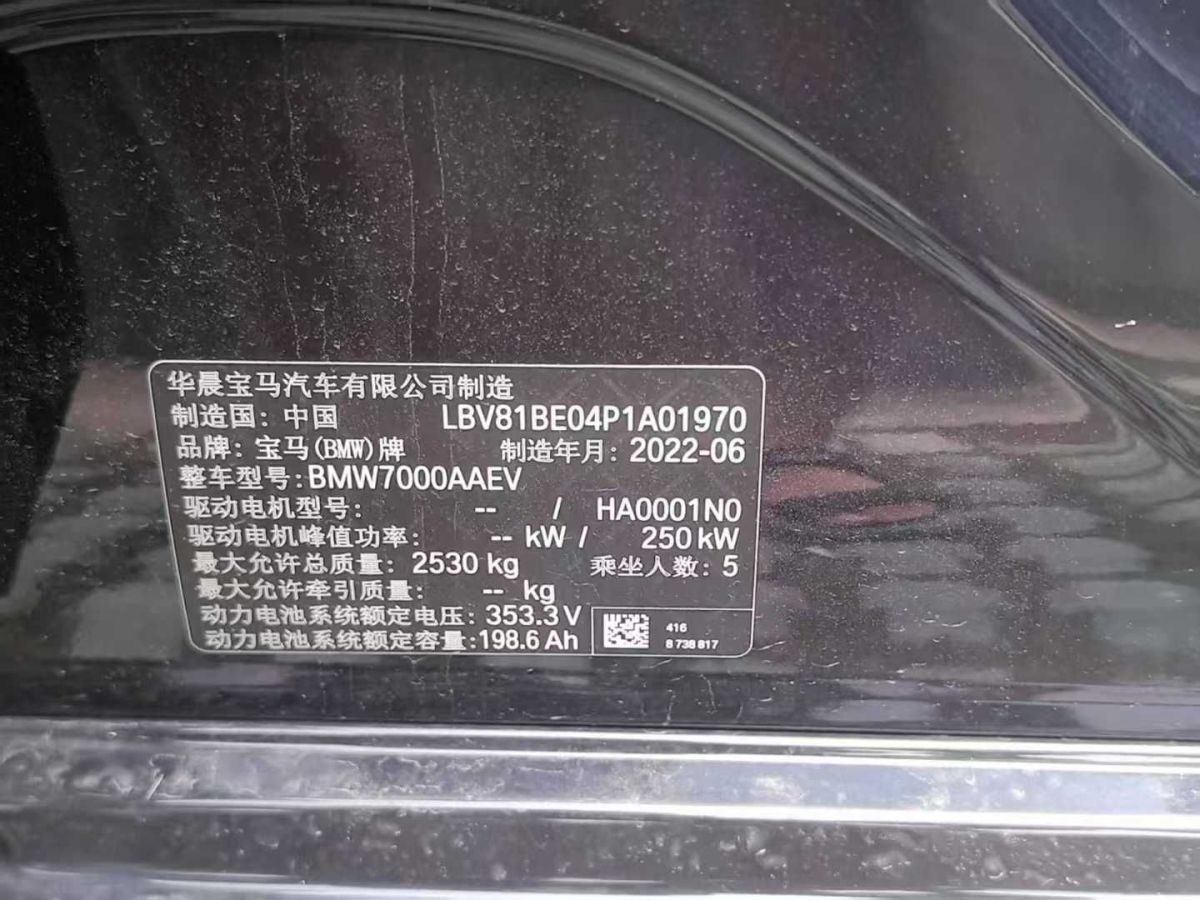 华晨宝马汽车有限公司制造
制造国：中国 LBV81BE04P1A01970
品牌：宝马(BMW)牌 制造年月：2022-06
整车型号:BMW7000AAEV
驱动电机型号： -- / HA0001N0
驱动电机峰值功率： -- kW / 250 kW
最大允许总质量：2530 kg 乘坐人数：5
最大允许牵引质量： -- kg
动力电池系统额定电压：353.3 V
动力电池系统额定容量:198.6 Ah
416
8 738 817